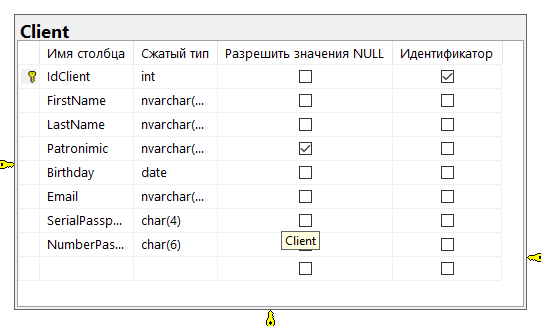 Client
Имя столбца Сжатый тип Разрешить значения NULL Идентификатор
IdClient int
FirstName nvarchar(...
LastName nvarchar(...
Patronimic nvarchar(...
Birthday date
Email nvarchar(...
SerialPassp... char(4)
Client
NumberPas... char(6)